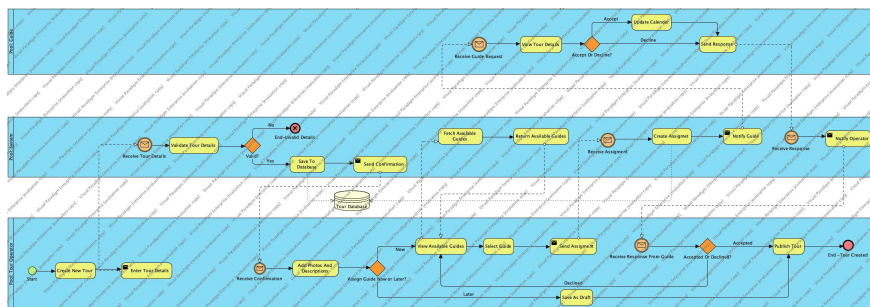 Pool: Guide
Receive Guide Request
View Tour Details
Accept Or Decline?
Accept
Update Calender
Decline
Send Response
Pool: System
Receive Tour Details
Validate Tour Details
Valid?
No
End-Invalid Details
Yes
Save To
Database
Send Confirmation
Fetch Available
Guides
Return Available Guides
Receive Assigment
Create Assigmet
Notify Guide
Receive Response
Notify Operator
Tour Database
Pool: Tour Operator
Start
Create New Tour
Enter Tour Details
Receive Confirmation
Add Photos And
Descriptions
Assign Guide Now or Later?
Now
View Available Guides
Select Guide
Send Assigment
Receive Response From Guide
Accepted Or Declined?
Accepted
Publish Tour
End - Tour Created
Declined
Later
Save As Draft